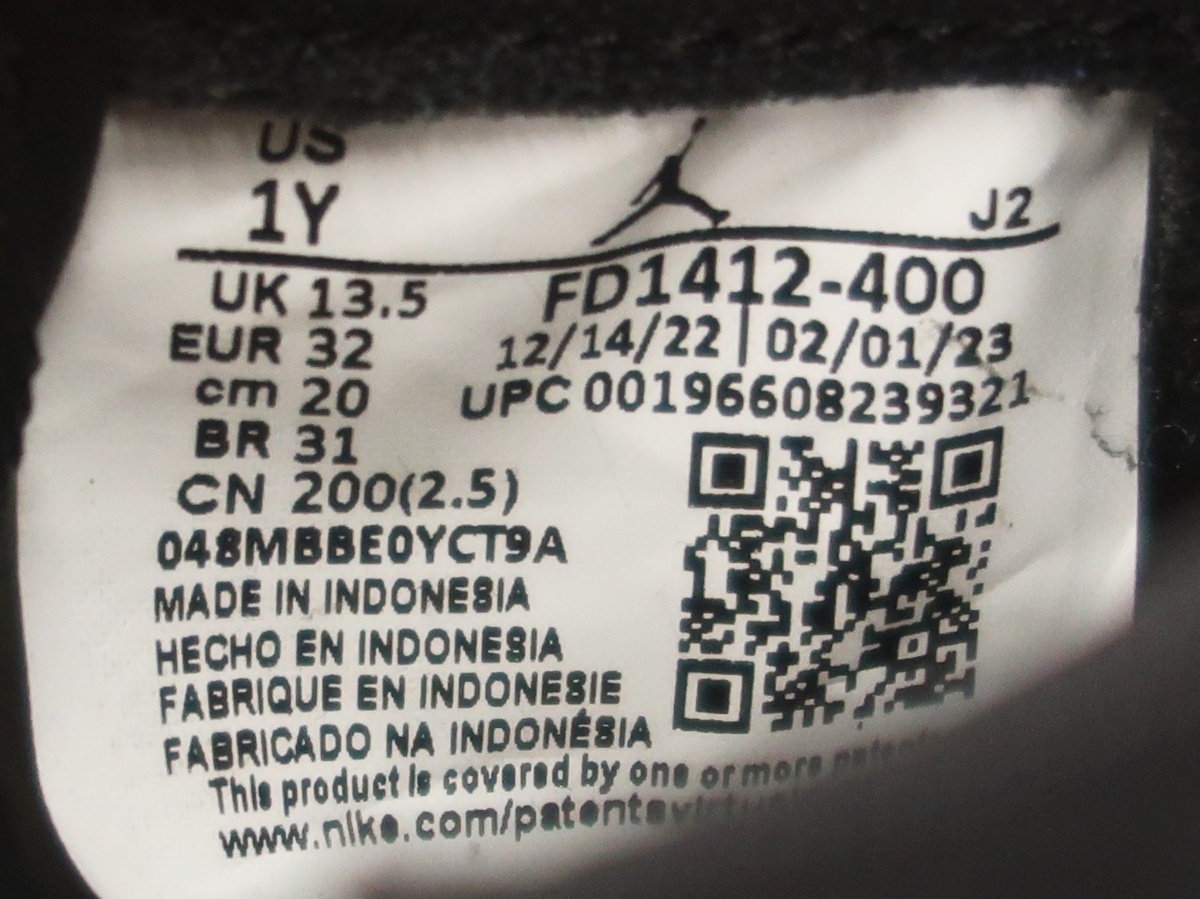 US
1Y
J2
UK 13.5
FD1412-400
EUR 32
12/14/22 | 02/01/23
cm 20
UPC 00196608239321
BR 31
CN 200(2.5)
048MBBE0YCT9A
MADE IN INDONESIA
HECHO EN INDONESIA
FABRIQUE EN INDONESIE
FABRICADO NA INDONÉSIA
This product is covered by one or more
www.nike.com/patents